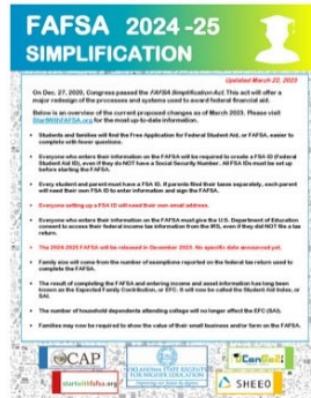 FAFSA 2024-25
SIMPLIFICATION
Updated March 22, 2023
On Dec. 27, 2020, Congress passed the FAFSA Simplification Act. This act will offer a
major redesign of the processes and systems used to award federal financial aid.
Below is an overview of the current proposed changes as of March 2023. Please visit
StartWithFAFSA.org for the most up-to-date information.
• Students and families will find the Free Application for Federal Student Aid, or FAFSA, easier to
complete with fewer questions.
• Everyone who enters their information on the FAFSA will be required to create a FSA ID (Federal
Student Aid ID), even if they do NOT have a Social Security Number. All FSA IDs must be set up
before starting the FAFSA.
• Every student and parent must have a FSA ID. If parents filed their taxes separately, each parent
will need their own FSA ID to enter information and sign the FAFSA.
• Everyone setting up a FSA ID will need their own email address.
• Everyone who enters their information on the FAFSA must give the U.S. Department of Education
consent to access their federal income tax information from the IRS, even if they did NOT file a tax
return.
• The 2024-2025 FAFSA will be released in December 2023. No specific date announced yet.
• Family size will come from the number of exemptions reported on the federal tax return used to
complete the FAFSA.
• The result of completing the FAFSA and entering income and asset information has long been
known as the Expected Family Contribution, or EFC. It will now be called the Student Aid Index, or
SAI.
• The number of household dependents attending college will no longer affect the EFC (SAI).
• Families may now be required to show the value of their small business and/or farm on the FAFSA.
OCAP
OKLAHOMA STATE REGENTS
FOR HIGHER EDUCATION
UCanGo2
startwithfafsa.org
SHEEO